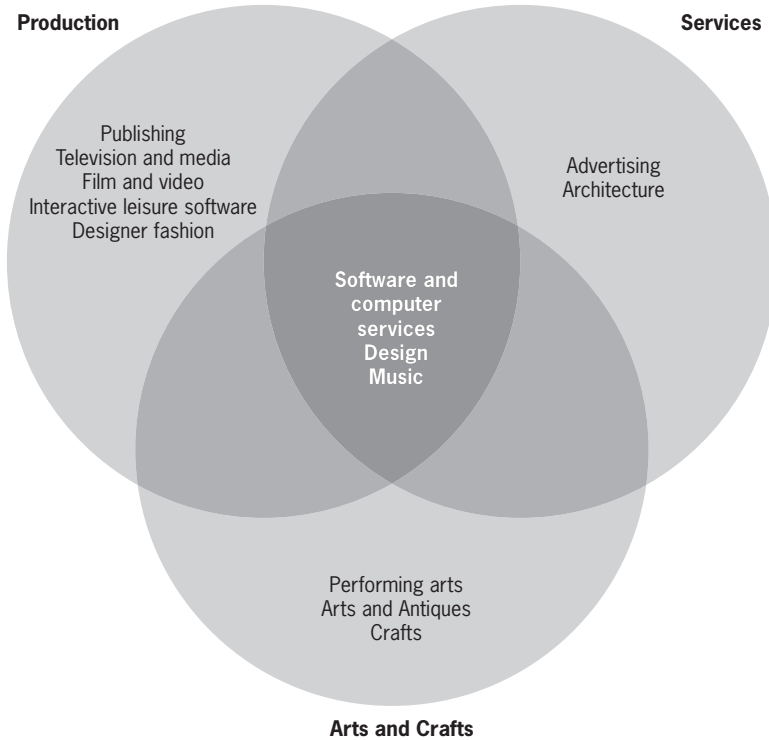 Production
Services
Publishing
Television and media
Film and video
Interactive leisure software
Designer fashion
Advertising
Architecture
Software and
computer
services
Design
Music
Performing arts
Arts and Antiques
Crafts
Arts and Crafts